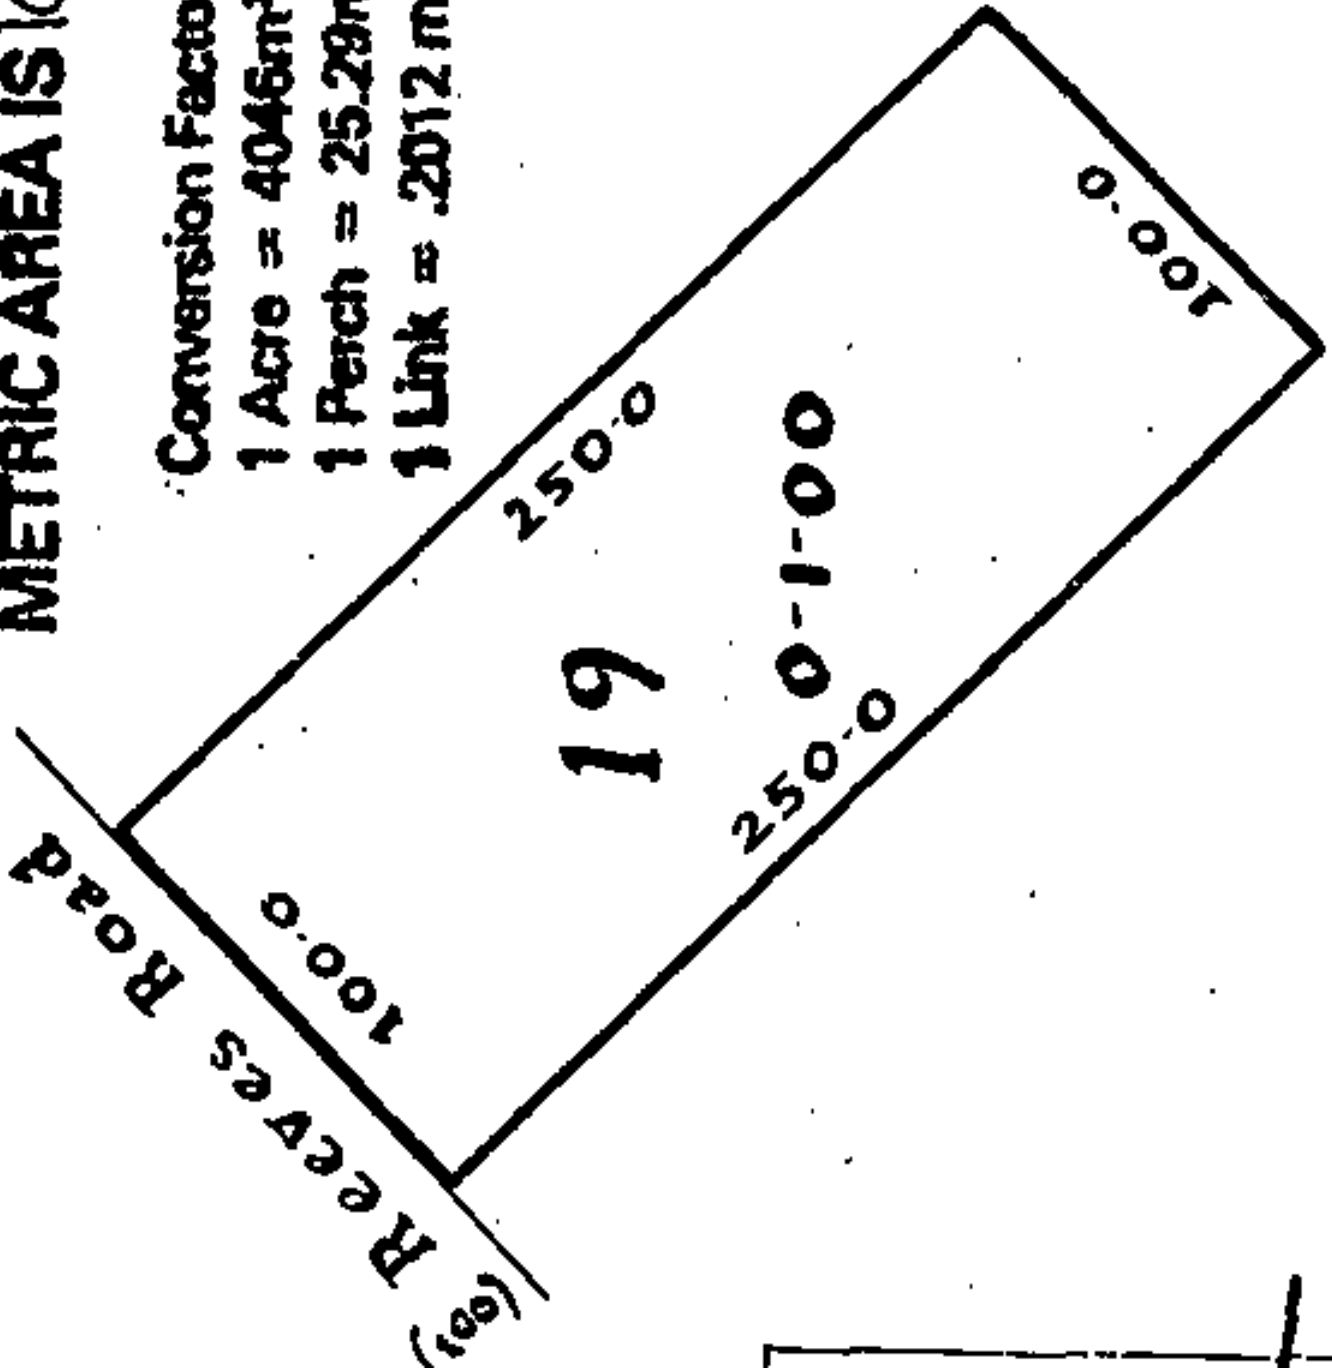 METRIC AREA IS
Conversion Facto
1 Acre = 4046m²
1 Perch = 25.29m
1 Link = .2012 m
Reeves Road
(100)
100·0
250·0
19
0-1-00
250·0
100·0